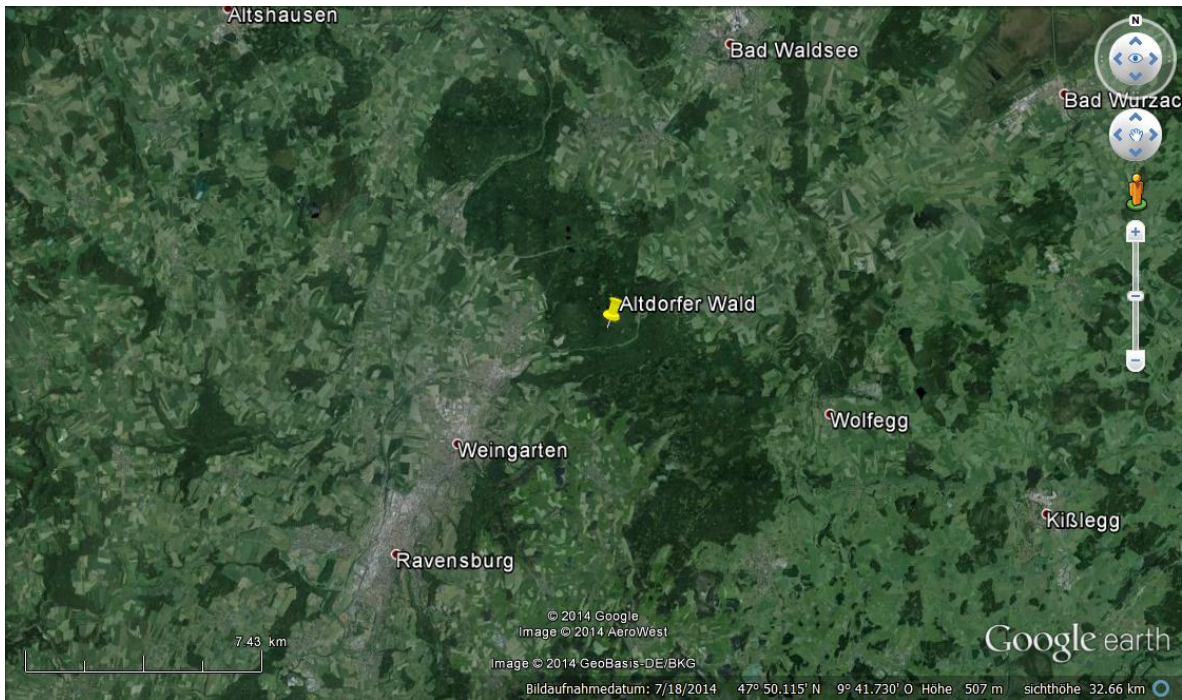 Altshausen
Bad Waldsee
N
Bad Wurzac
Altdorfer Wald
Wolfegg
Weingarten
Kißlegg
Ravensburg
© 2014 Google
Image © 2014 AeroWest
7.43 km
Image © 2014 GeoBasis-DE/BKG
Google earth
Bildaufnahmedatum: 7/18/2014 47° 50.115' N 9° 41.730' O Höhe 507 m sichthöhe 32.66 km